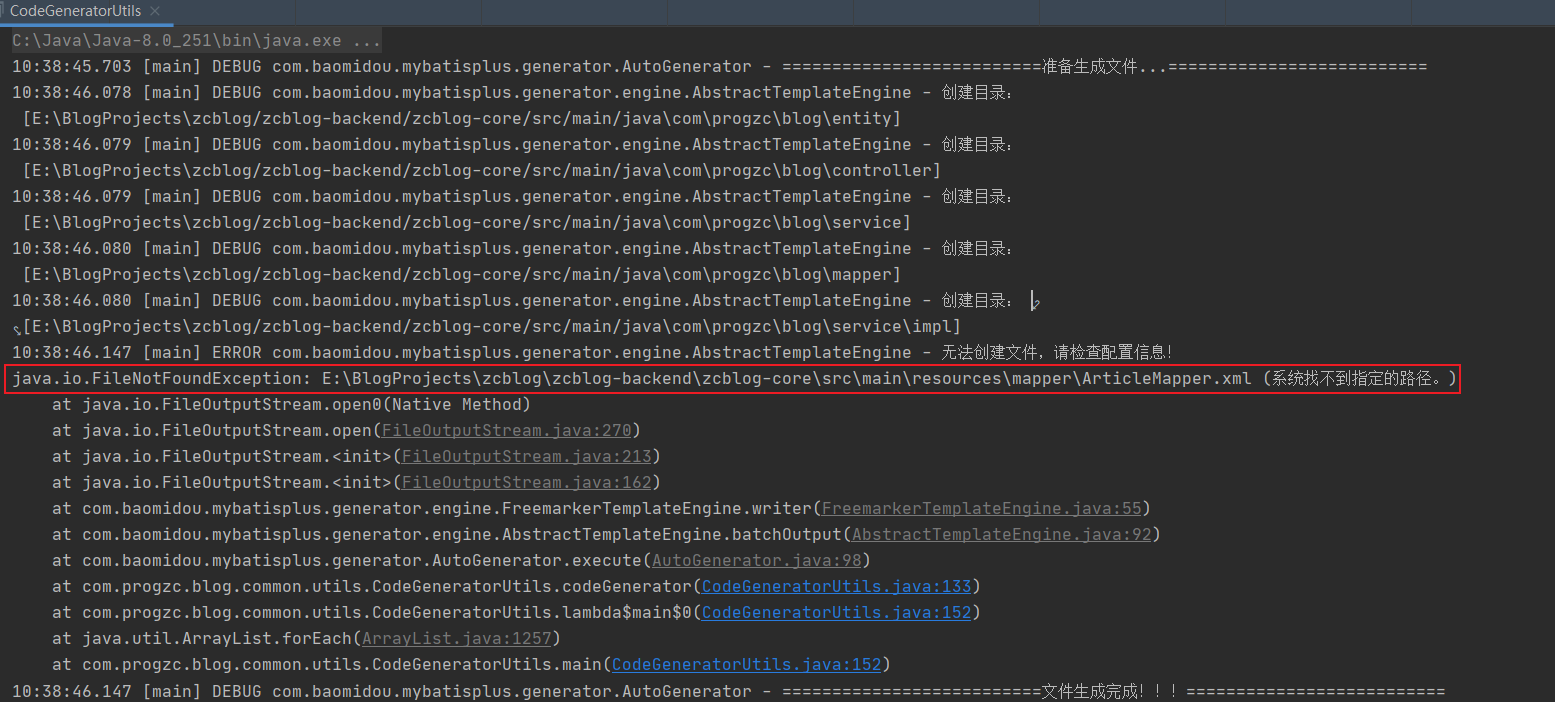 CodeGeneratorUtils ×
C:\Java\Java-8.0_251\bin\java.exe ...
10:38:45.703 [main] DEBUG com.baomidou.mybatisplus.generator.AutoGenerator - ==========================准备生成文件...==========================
10:38:46.078 [main] DEBUG com.baomidou.mybatisplus.generator.engine.AbstractTemplateEngine - 创建目录：
[E:\BlogProjects\zcblog/zcblog-backend/zcblog-core/src/main/java\com\progzc\blog\entity]
10:38:46.079 [main] DEBUG com.baomidou.mybatisplus.generator.engine.AbstractTemplateEngine - 创建目录：
[E:\BlogProjects\zcblog/zcblog-backend/zcblog-core/src/main/java\com\progzc\blog\controller]
10:38:46.079 [main] DEBUG com.baomidou.mybatisplus.generator.engine.AbstractTemplateEngine - 创建目录：
[E:\BlogProjects\zcblog/zcblog-backend/zcblog-core/src/main/java\com\progzc\blog\service]
10:38:46.080 [main] DEBUG com.baomidou.mybatisplus.generator.engine.AbstractTemplateEngine - 创建目录：
[E:\BlogProjects\zcblog/zcblog-backend/zcblog-core/src/main/java\com\progzc\blog\mapper]
10:38:46.080 [main] DEBUG com.baomidou.mybatisplus.generator.engine.AbstractTemplateEngine - 创建目录：
[E:\BlogProjects\zcblog/zcblog-backend/zcblog-core/src/main/java\com\progzc\blog\service\impl]
10:38:46.147 [main] ERROR com.baomidou.mybatisplus.generator.engine.AbstractTemplateEngine - 无法创建文件，请检查配置信息！
java.io.FileNotFoundException: E:\BlogProjects\zcblog\zcblog-backend\zcblog-core\src\main\resources\mapper\ArticleMapper.xml (系统找不到指定的路径。)
at java.io.FileOutputStream.open0(Native Method)
at java.io.FileOutputStream.open(FileOutputStream.java:270)
at java.io.FileOutputStream.<init>(FileOutputStream.java:213)
at java.io.FileOutputStream.<init>(FileOutputStream.java:162)
at com.baomidou.mybatisplus.generator.engine.FreemarkerTemplateEngine.writer(FreemarkerTemplateEngine.java:55)
at com.baomidou.mybatisplus.generator.engine.AbstractTemplateEngine.batchOutput(AbstractTemplateEngine.java:92)
at com.baomidou.mybatisplus.generator.AutoGenerator.execute(AutoGenerator.java:98)
at com.progzc.blog.common.utils.CodeGeneratorUtils.codeGenerator(CodeGeneratorUtils.java:133)
at com.progzc.blog.common.utils.CodeGeneratorUtils.lambda$main$0(CodeGeneratorUtils.java:152)
at java.util.ArrayList.forEach(ArrayList.java:1257)
at com.progzc.blog.common.utils.CodeGeneratorUtils.main(CodeGeneratorUtils.java:152)
10:38:46.147 [main] DEBUG com.baomidou.mybatisplus.generator.AutoGenerator - ==========================文件生成完成！！！==========================